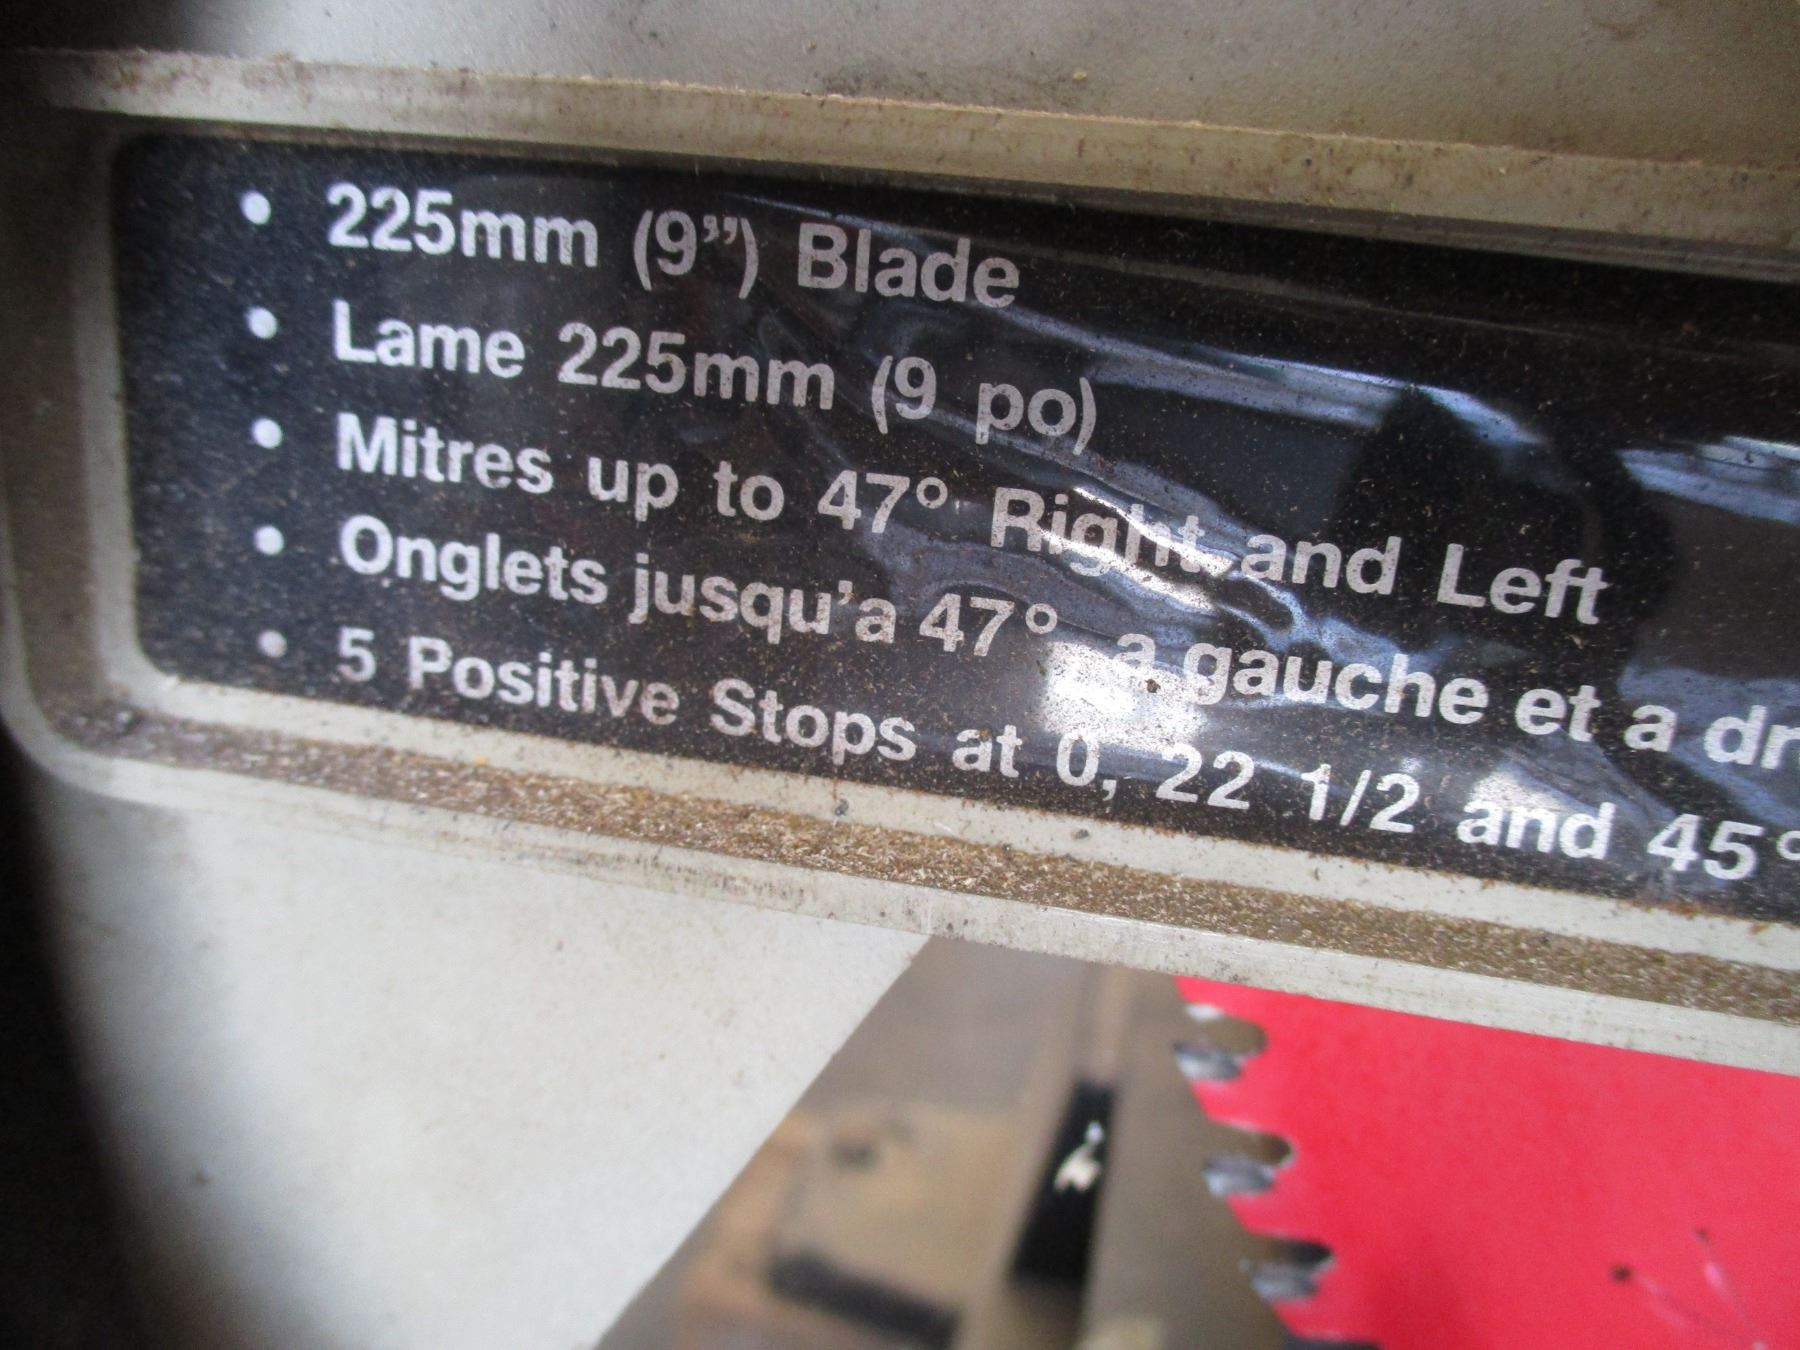 • 225mm (9”) Blade
• Lame 225mm (9 po)
• Mitres up to 47° Right and Left
• Onglets jusqu'a 47° a gauche et a
• 5 Positive Stops at 0, 22 1/2 and 45°